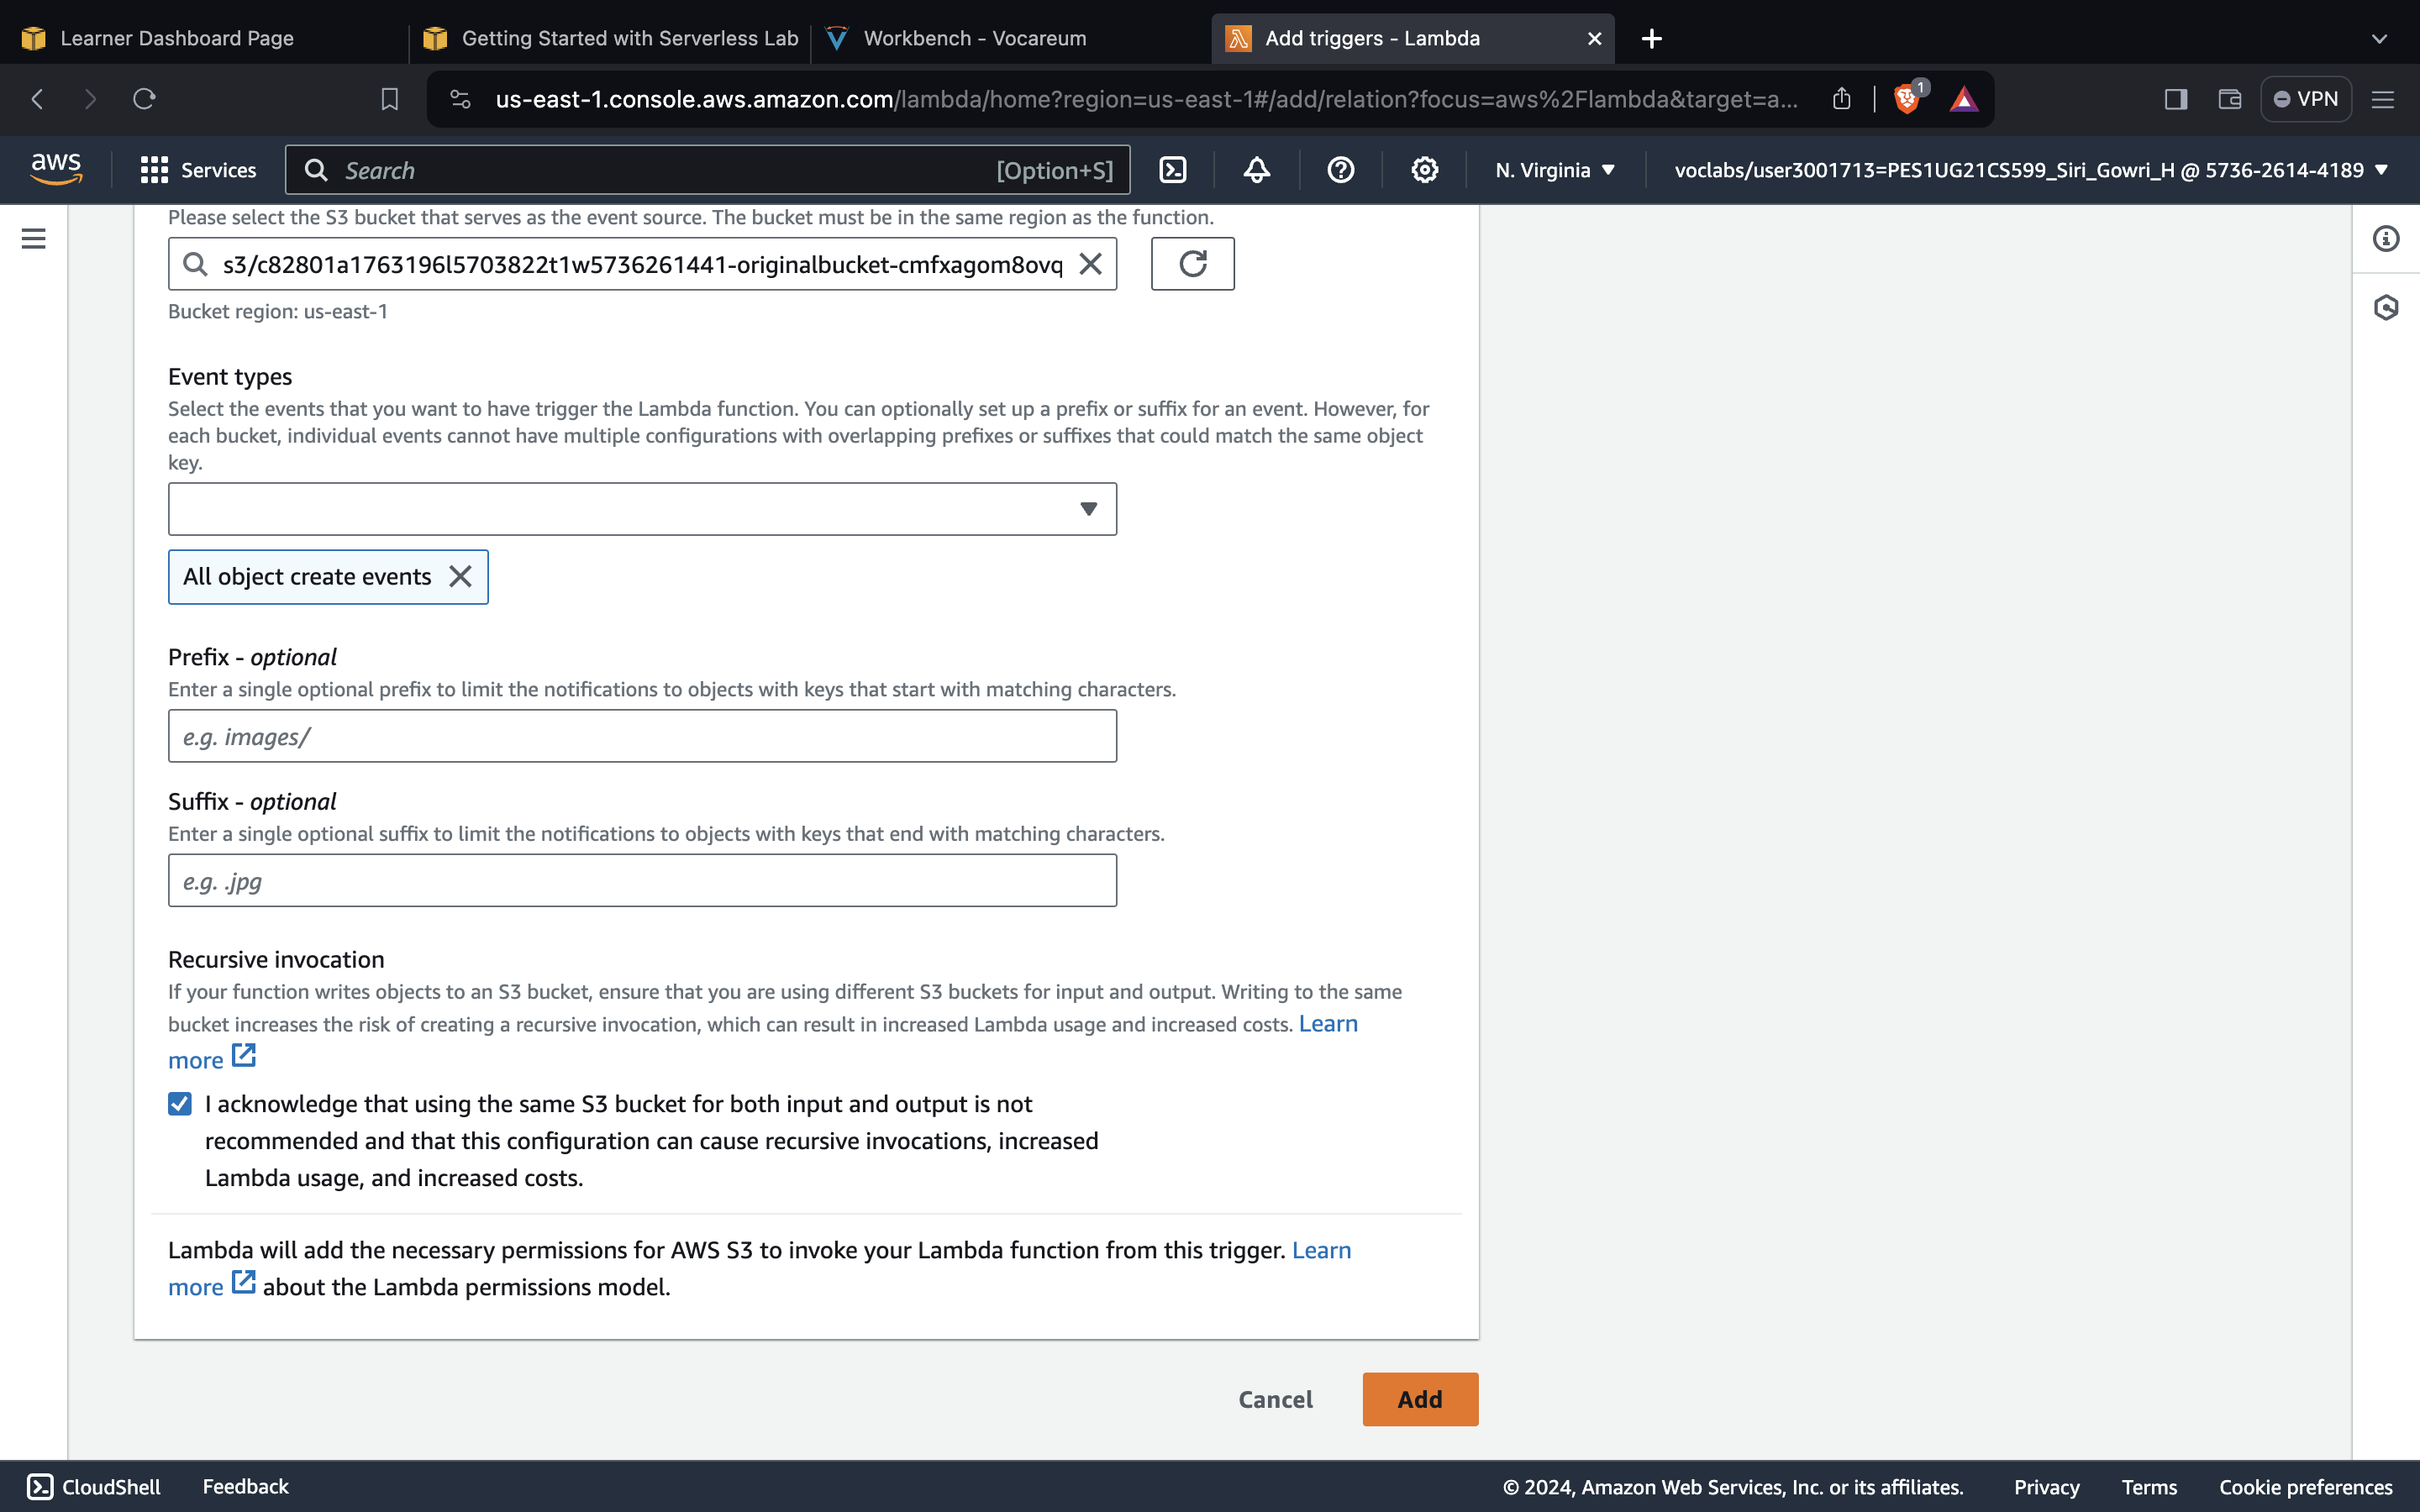 Learner Dashboard Page
Getting Started with Serverless Lab
Workbench - Vocareum
Add triggers - Lambda
us-east-1.console.aws.amazon.com/lambda/home?region=us-east-1#/add/relation?focus=aws%2Flambda&target=a...
1
VPN
aws
Services
Search
[Option+S]
N. Virginia
voclabs/user3001713=PES1UG21CS599_Siri_Gowri_H @ 5736-2614-4189
Please select the S3 bucket that serves as the event source. The bucket must be in the same region as the function.
s3/c82801a1763196l5703822t1w5736261441-originalbucket-cmfxagom8ovq
Bucket region: us-east-1
Event types
Select the events that you want to have trigger the Lambda function. You can optionally set up a prefix or suffix for an event. However, for
each bucket, individual events cannot have multiple configurations with overlapping prefixes or suffixes that could match the same object
key.
All object create events
Prefix - optional
Enter a single optional prefix to limit the notifications to objects with keys that start with matching characters.
e.g. images/
Suffix - optional
Enter a single optional suffix to limit the notifications to objects with keys that end with matching characters.
e.g. .jpg
Recursive invocation
If your function writes objects to an S3 bucket, ensure that you are using different S3 buckets for input and output. Writing to the same
bucket increases the risk of creating a recursive invocation, which can result in increased Lambda usage and increased costs. Learn
more
I acknowledge that using the same S3 bucket for both input and output is not
recommended and that this configuration can cause recursive invocations, increased
Lambda usage, and increased costs.
Lambda will add the necessary permissions for AWS S3 to invoke your Lambda function from this trigger. Learn
more about the Lambda permissions model.
Cancel
Add
CloudShell
Feedback
© 2024, Amazon Web Services, Inc. or its affiliates.
Privacy
Terms
Cookie preferences